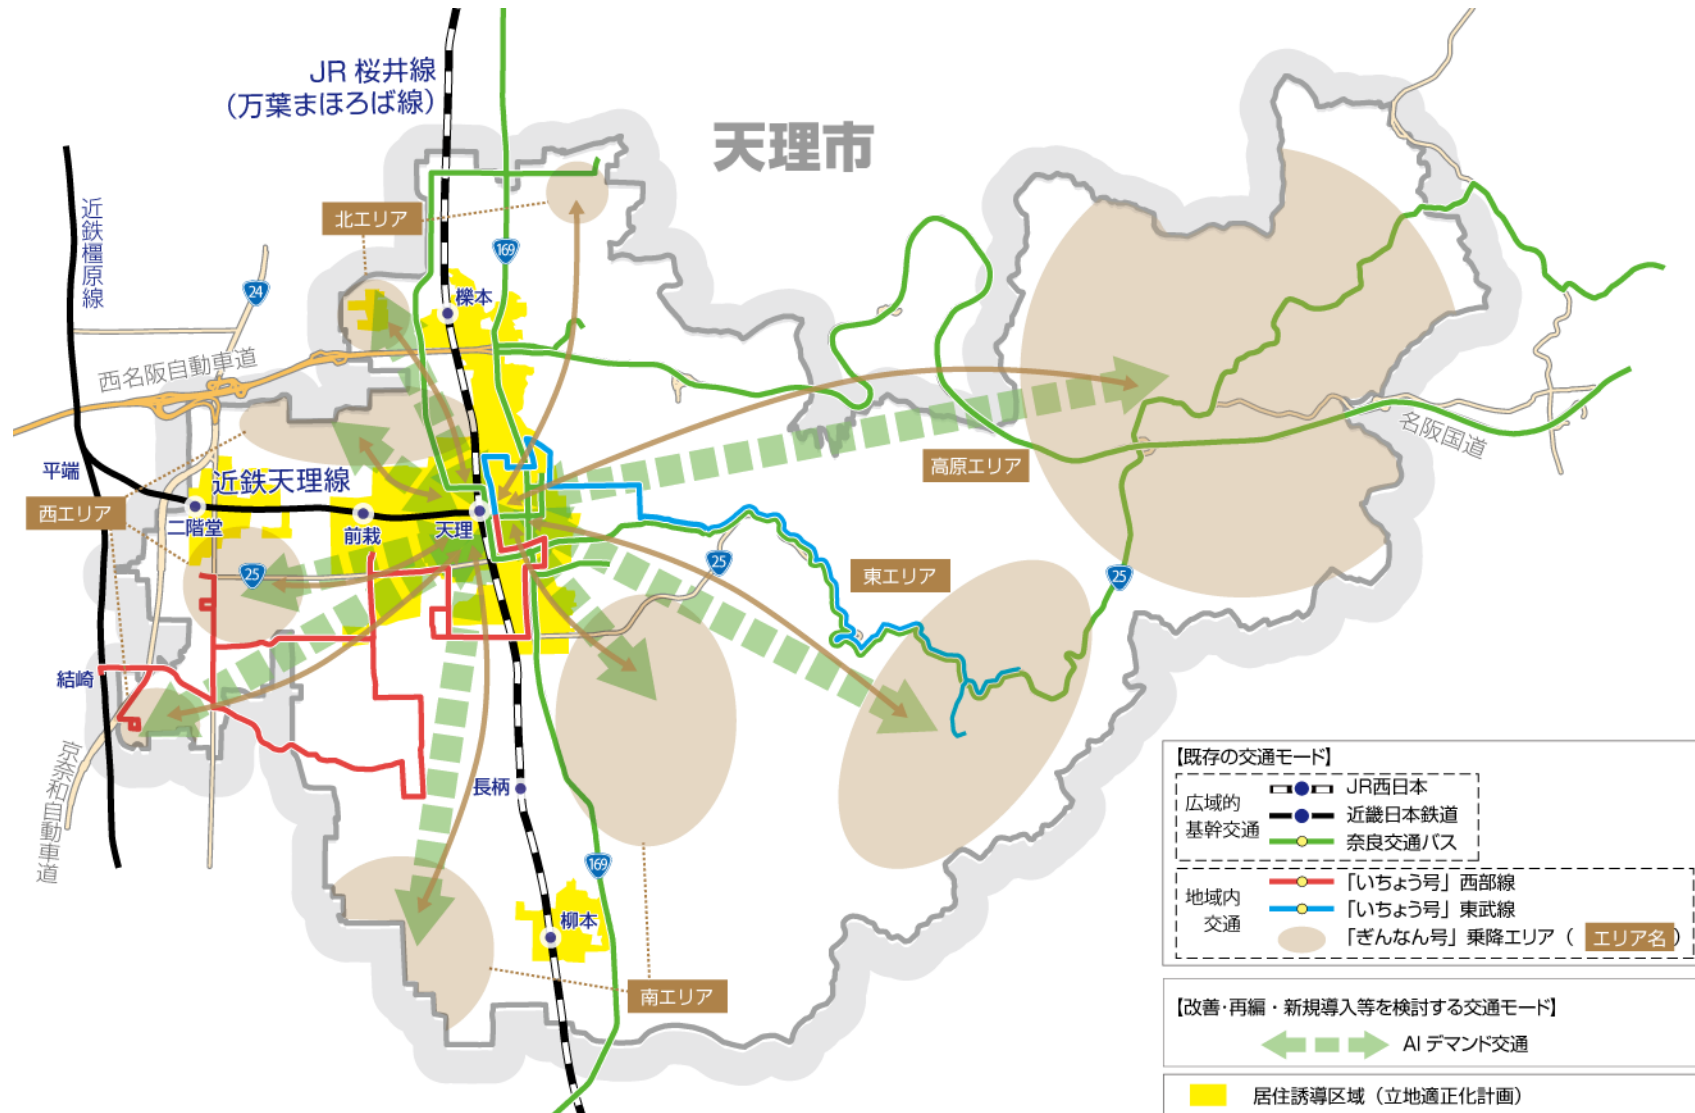 JR 桜井線
(万葉まほろば線)
天理市
近鉄橿原線
北エリア
169
24
櫟本
西名阪自動車道
名阪国道
平端
近鉄天理線
高原エリア
西エリア
二階堂
前栽
天理
25
25
東エリア
25
結崎
京奈和自動車道
長柄
169
柳本
南エリア
【既存の交通モード】
広域的
基幹交通
JR西日本
近畿日本鉄道
奈良交通バス
地域内
交通
「いちょう号」西部線
「いちょう号」東武線
「ぎんなん号」乗降エリア( エリア名 )
【改善・再編・新規導入等を検討する交通モード】
AI デマンド交通
居住誘導区域(立地適正化計画)